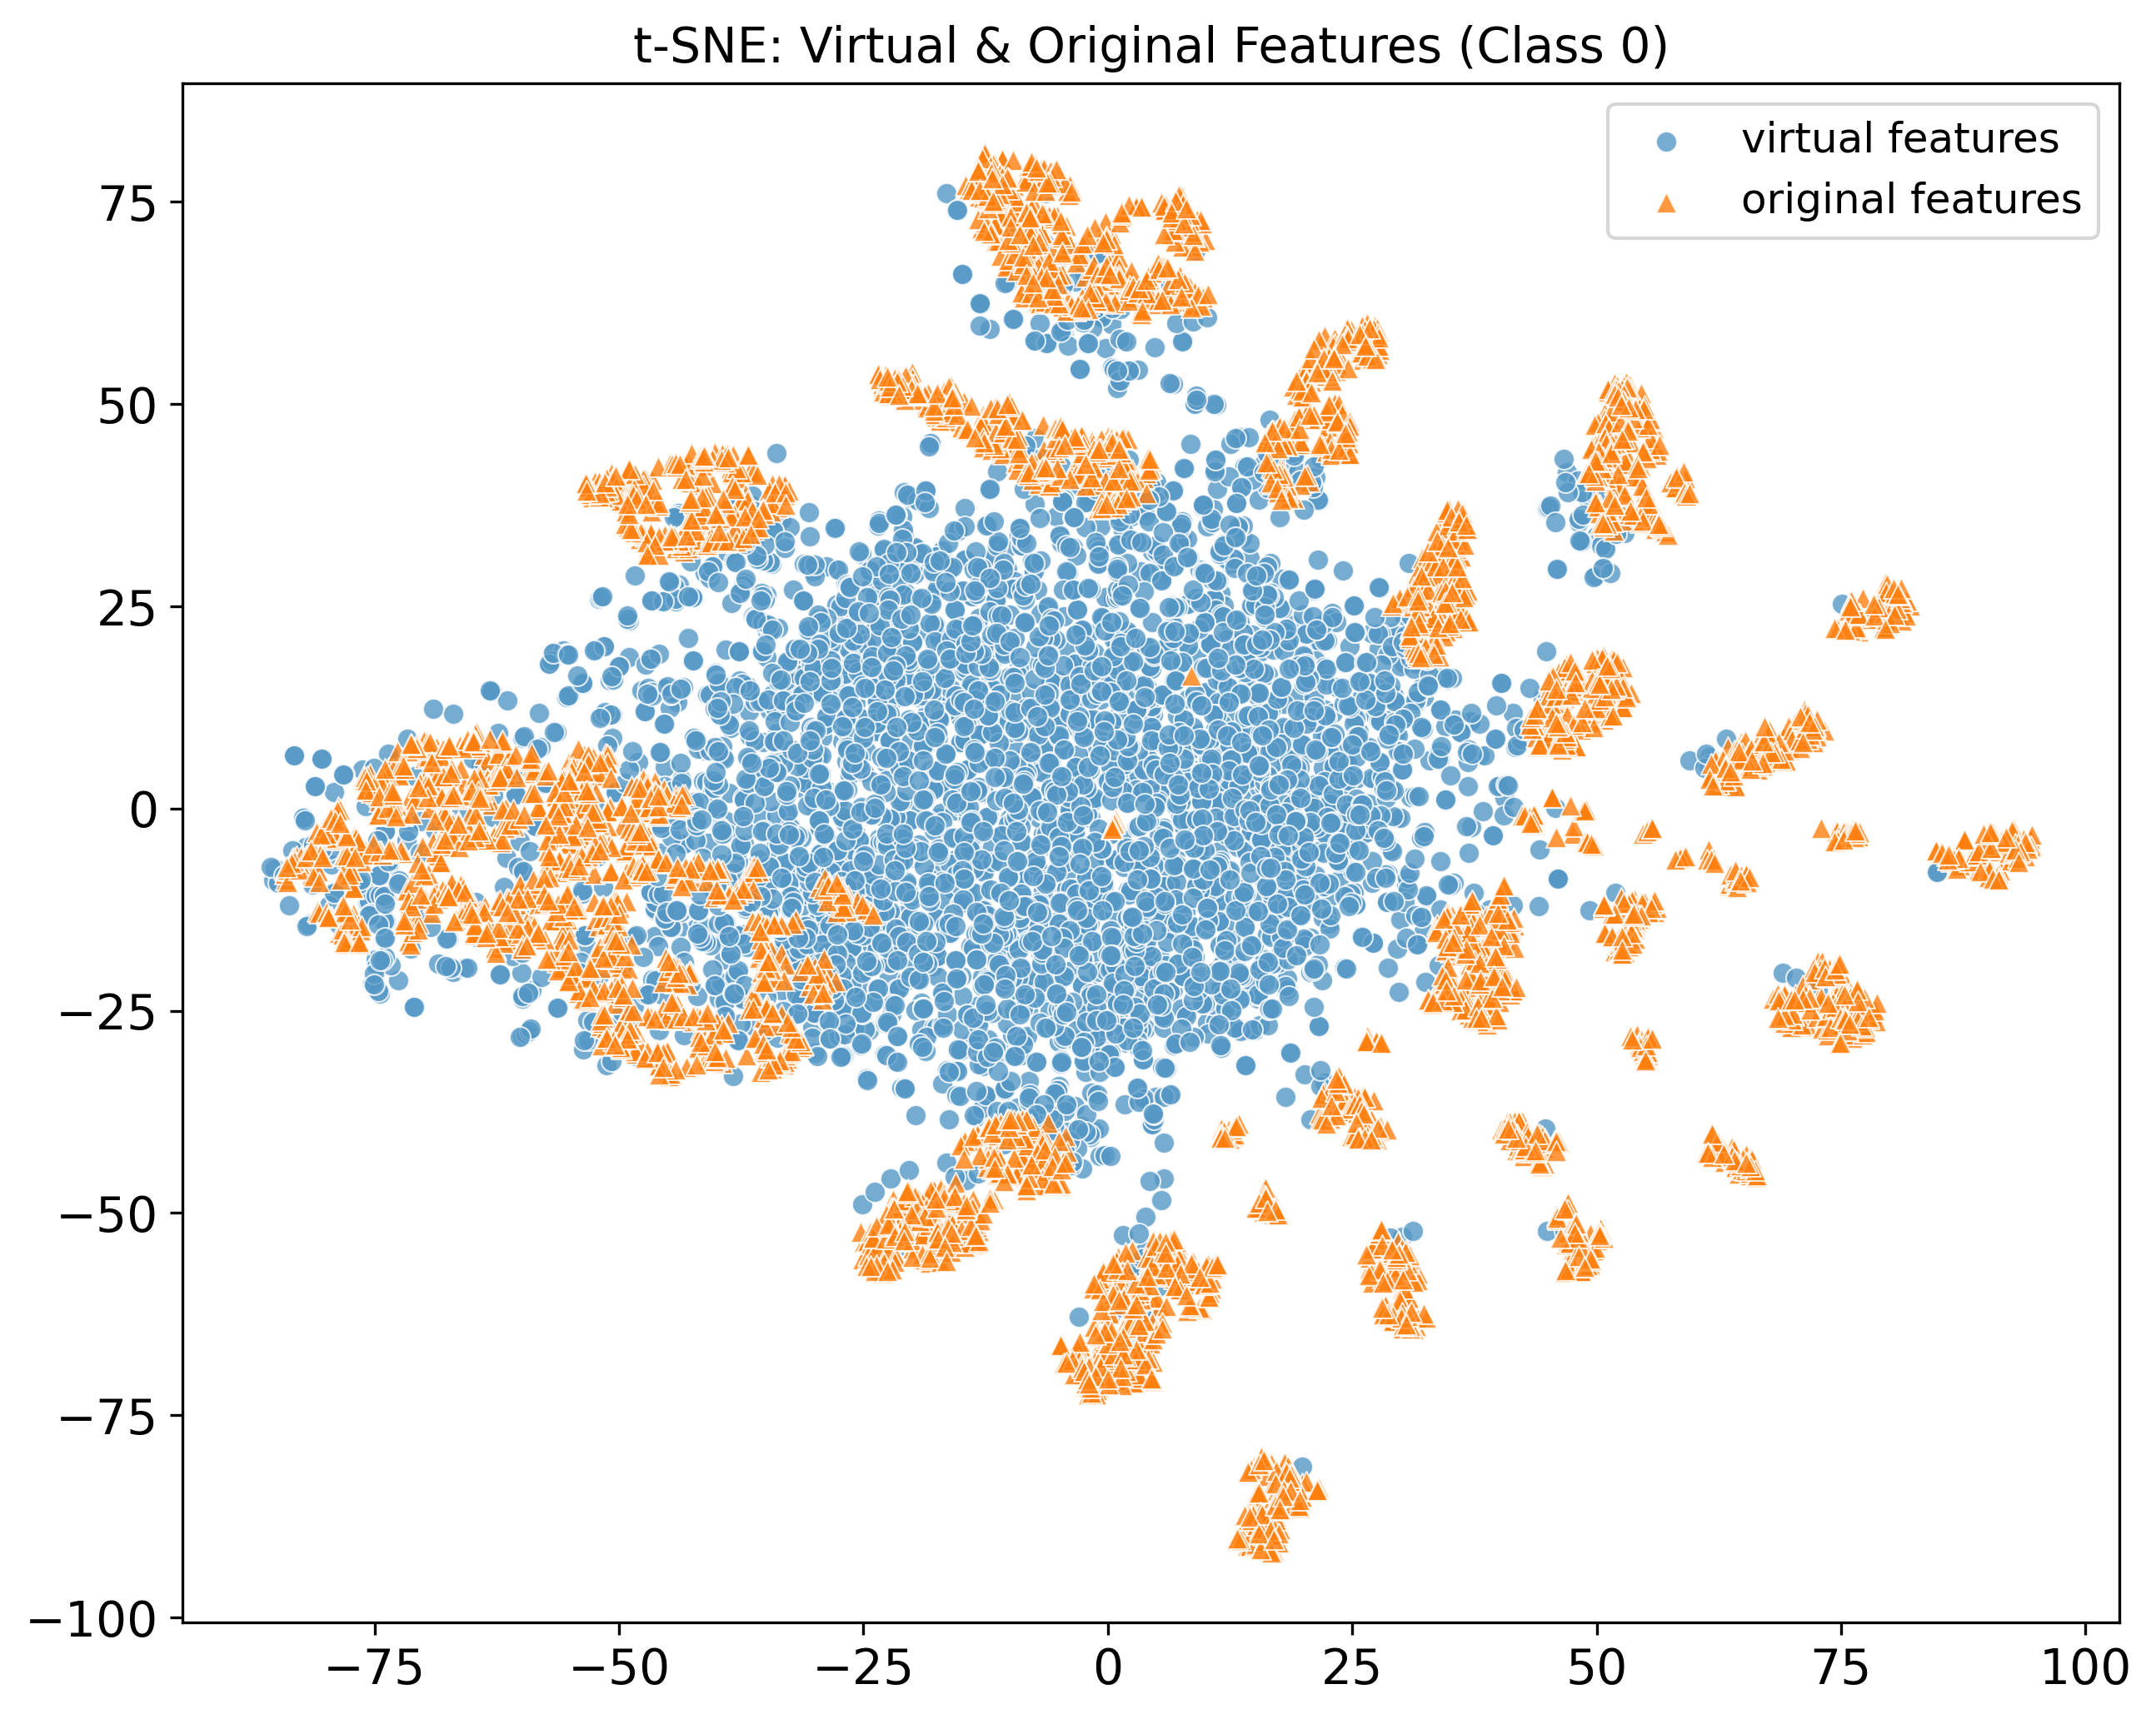 t-SNE: Virtual & Original Features (Class 0)
virtual features
original features
75
50
25
0
−25
−50
−75
−100
−75 −50 −25 0 25 50 75 100